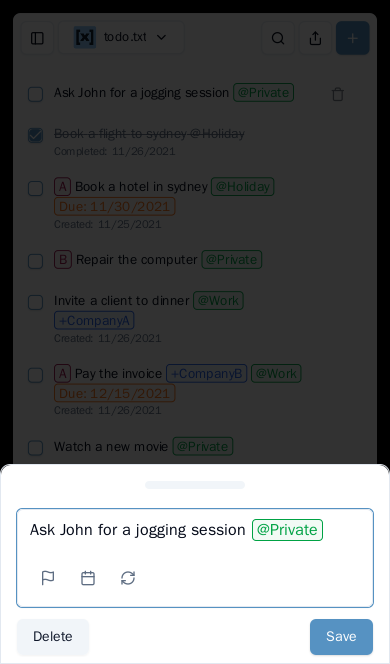 [x] todo.txt
Ask John for a jogging session @Private
Book a flight to sydney @Holiday
Completed: 11/26/2021
A Book a hotel in sydney @Holiday
Due: 11/30/2021
Created: 11/25/2021
B Repair the computer @Private
Invite a client to dinner @Work
+CompanyA
Created: 11/26/2021
A Pay the invoice +CompanyB @Work
Due: 12/15/2021
Created: 11/26/2021
Watch a new movie @Private
Ask John for a jogging session @Private
Delete Save